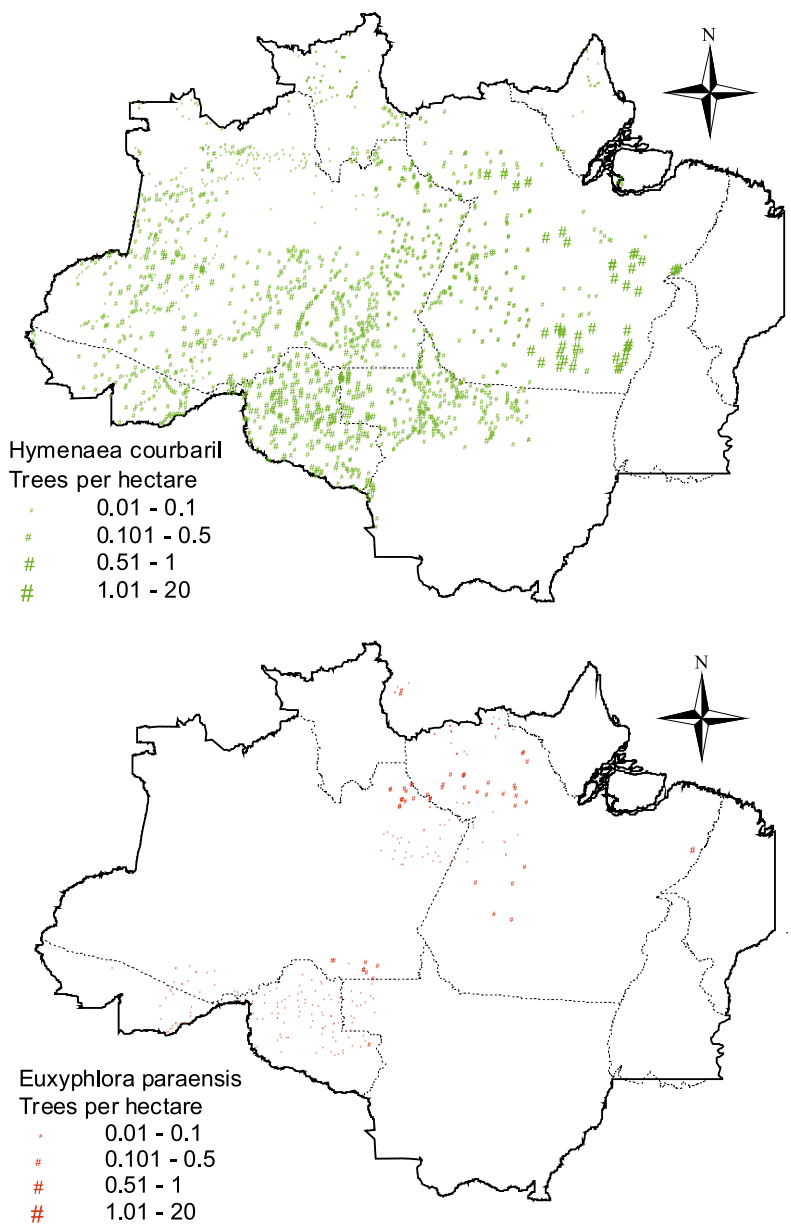 N
Hymenaea courbaril
Trees per hectare
# 0.01 - 0.1
# 0.101 - 0.5
# 0.51 - 1
# 1.01 - 20
N
Euxyphlora paraensis
Trees per hectare
# 0.01 - 0.1
# 0.101 - 0.5
# 0.51 - 1
# 1.01 - 20